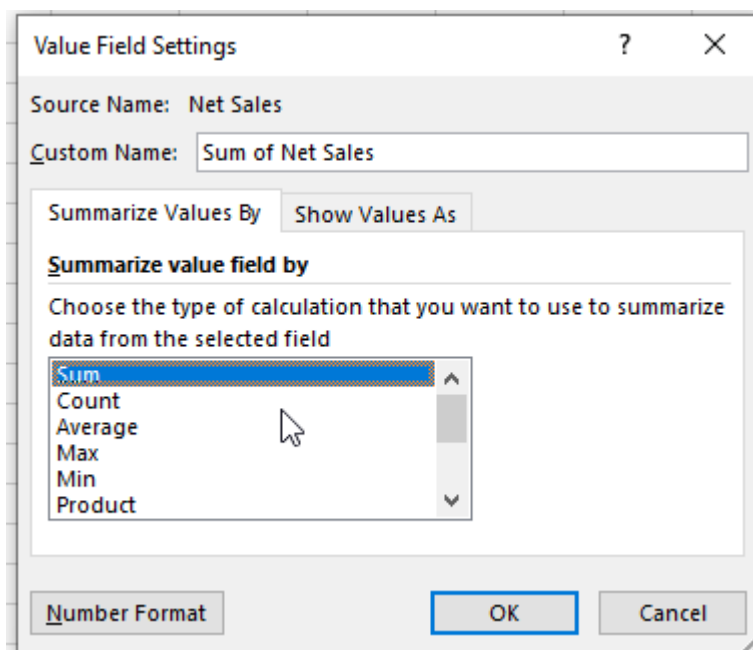 Value Field Settings ? ✕
Source Name: Net Sales
Custom Name: Sum of Net Sales
Summarize Values By Show Values As
Summarize value field by
Choose the type of calculation that you want to use to summarize
data from the selected field
Sum
Count
Average
Max
Min
Product
Number Format OK Cancel